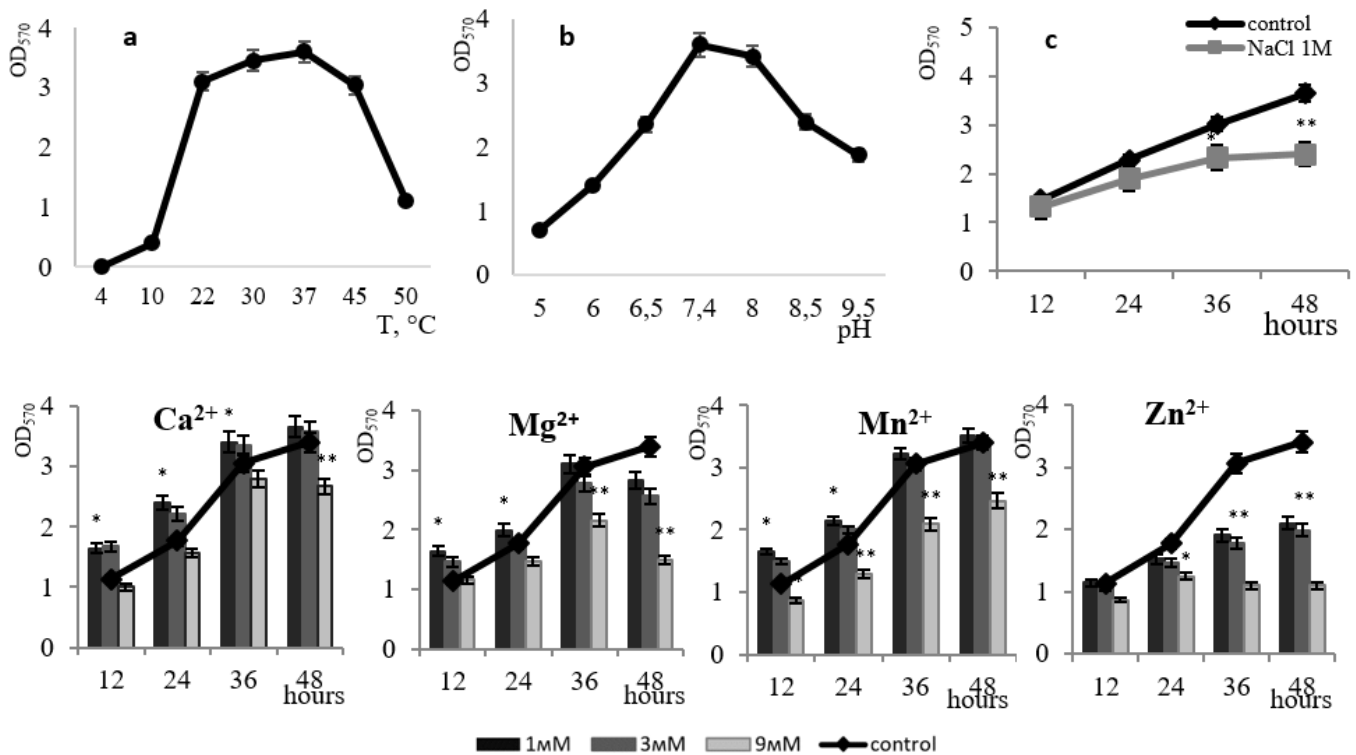 a
OD570
4
3
2
1
0
4 10 22 30 37 45 50
T, °C
b
OD570
4
3
2
1
0
5 6 6,5 7,4 8 8,5 9,5
pH
c
control
NaCl 1M
OD570
5
4
3
2
1
0
*
**
12 24 36 48
hours
Ca2+
OD570
4
3
2
1
0
*
*
*
**
12 24 36 48
hours
Mg2+
OD570
4
3
2
1
0
*
*
**
**
12 24 36 48
hours
Mn2+
OD570
4
3
2
1
0
*
*
*
**
**
**
12 24 36 48
hours
Zn2+
OD570
4
3
2
1
0
*
**
**
12 24 36 48
hours
1мМ 3мМ 9мМ control